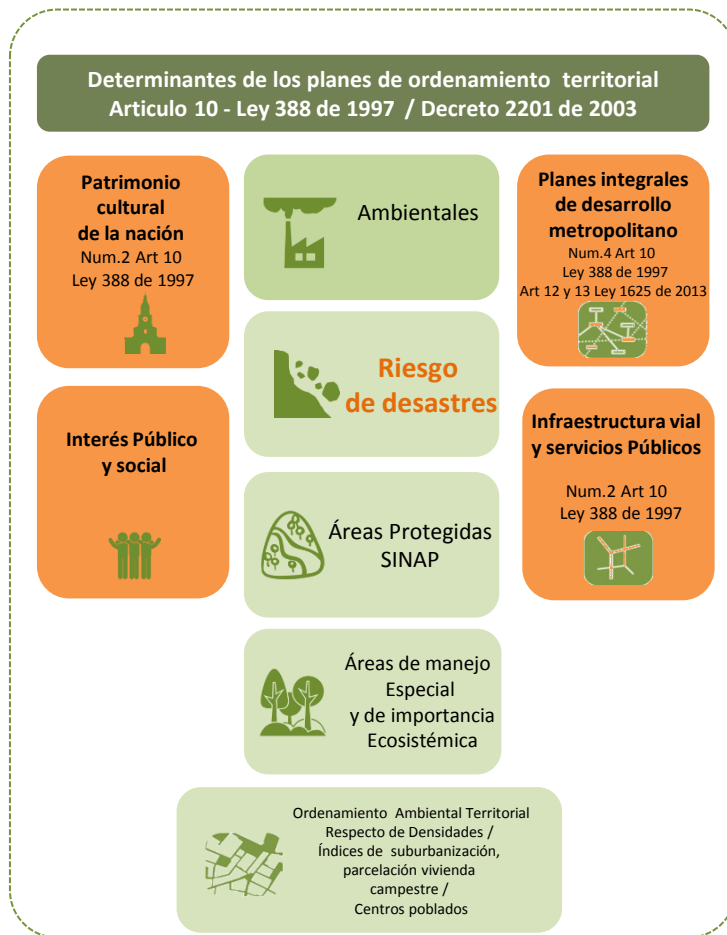 Determinantes de los planes de ordenamiento territorial
Articulo 10 - Ley 388 de 1997 / Decreto 2201 de 2003
Patrimonio
cultural
de la nación
Num.2 Art 10
Ley 388 de 1997
Ambientales
Planes integrales
de desarrollo
metropolitano
Num.4 Art 10
Ley 388 de 1997
Art 12 y 13 Ley 1625 de 2013
Riesgo
de desastres
Interés Público
y social
Infraestructura vial
y servicios Públicos
Num.2 Art 10
Ley 388 de 1997
Áreas Protegidas
SINAP
Áreas de manejo
Especial
y de importancia
Ecosistémica
Ordenamiento Ambiental Territorial
Respecto de Densidades /
Índices de suburbanización,
parcelación vivienda
campestre /
Centros poblados